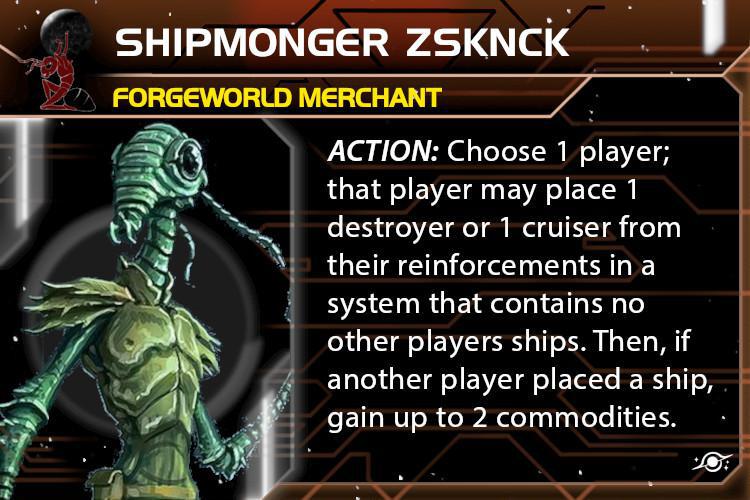 SHIPMONGER ZSKNCK
FORGEWORLD MERCHANT
ACTION: Choose 1 player;
that player may place 1
destroyer or 1 cruiser from
their reinforcements in a
system that contains no
other players ships. Then, if
another player placed a ship,
gain up to 2 commodities.